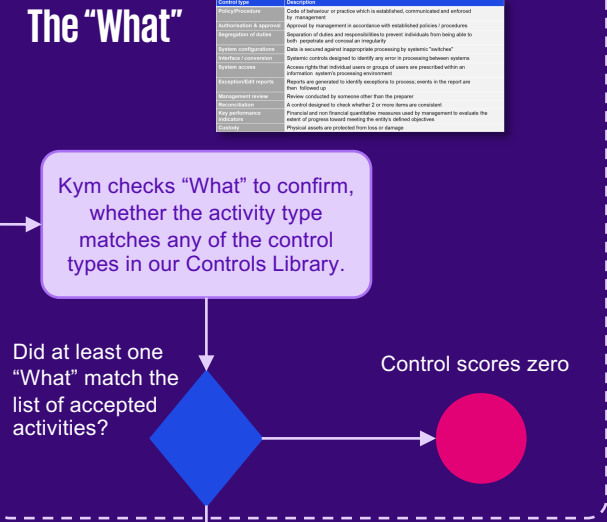 The “What”
Control type Description
Policy/Procedure Code of behaviour or practice which is established, communicated and enforced
by management
Authorisation & approval Approval by management in accordance with established policies / procedures
Segregation of duties Separation of duties and responsibilities to prevent individuals from being able to
both perpetrate and conceal an irregularity
System configurations Data is secured against inappropriate processing by systemic "switches"
Interface / conversion Systemic controls designed to identify any error in processing between systems
System access Access rights that individual users or groups of users are prescribed within an
information system's processing environment
Exception/Edit reports Reports are generated to identify exceptions to process; events in the report are
then followed up
Management review Review conducted by someone other than the preparer
Reconciliation A control designed to check whether 2 or more items are consistent
Key performance Financial and non financial quantitative measures used by management to evaluate the
indicators extent of progress toward meeting the entity's defined objectives
Custody Physical assets are protected from loss or damage
Kym checks “What” to confirm,
whether the activity type
matches any of the control
types in our Controls Library.
Did at least one
“What” match the
list of accepted
activities?
Control scores zero